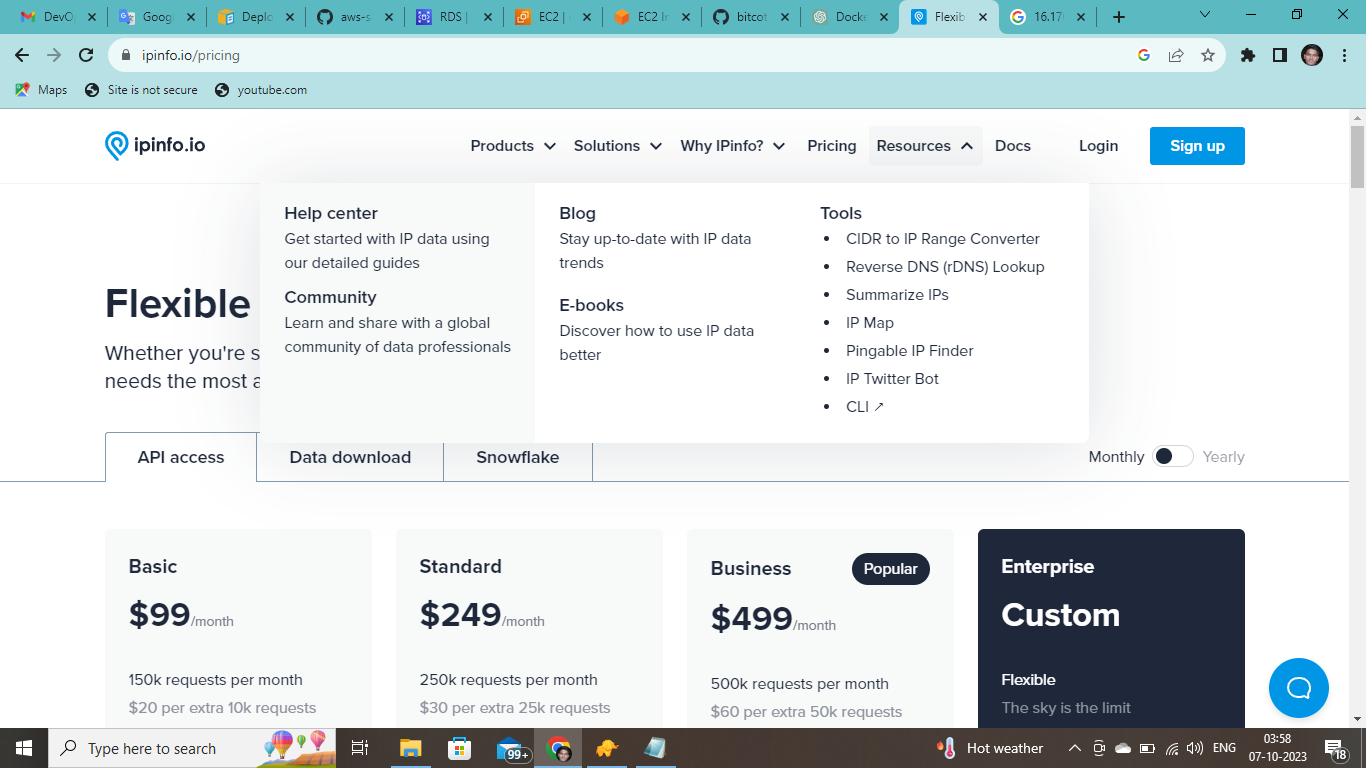 DevO
Goog
Deplo
aws-s
RDS |
EC2 |
EC2 In
bitcot
Docke
Flexib
16.17
ipinfo.io/pricing
Maps
Site is not secure
youtube.com
ipinfo.io
Products
Solutions
Why IPinfo?
Pricing
Resources
Docs
Login
Sign up
Help center
Get started with IP data using
our detailed guides
Community
Learn and share with a global
community of data professionals
Blog
Stay up-to-date with IP data
trends
E-books
Discover how to use IP data
better
Tools
• CIDR to IP Range Converter
• Reverse DNS (rDNS) Lookup
• Summarize IPs
• IP Map
• Pingable IP Finder
• IP Twitter Bot
• CLI ↗
Flexible
Whether you're s
needs the most a
API access
Data download
Snowflake
Monthly
Yearly
Basic
$99/month
150k requests per month
$20 per extra 10k requests
Standard
$249/month
250k requests per month
$30 per extra 25k requests
Business
Popular
$499/month
500k requests per month
$60 per extra 50k requests
Enterprise
Custom
Flexible
The sky is the limit
Type here to search
99+
Hot weather
ENG
03:58
07-10-2023
18